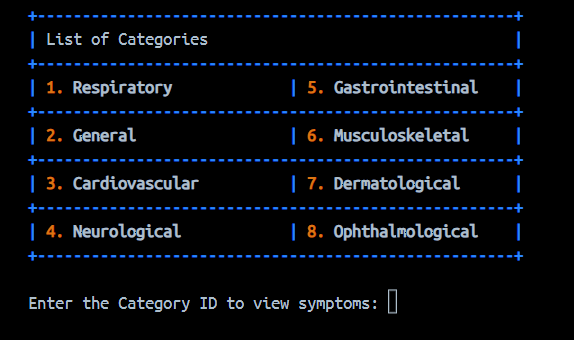 List of Categories
1. Respiratory | 5. Gastrointestinal
2. General | 6. Musculoskeletal
3. Cardiovascular | 7. Dermatological
4. Neurological | 8. Ophthalmological
Enter the Category ID to view symptoms: